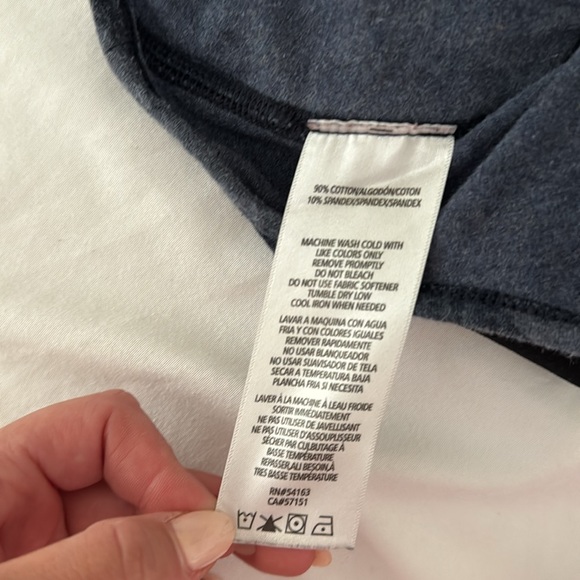 90% COTTON/ALGODÓN/COTON
10% SPANDEX/SPANDEX/SPANDEX
MACHINE WASH COLD WITH
LIKE COLORS ONLY
REMOVE PROMPTLY
DO NOT BLEACH
DO NOT USE FABRIC SOFTENER
TUMBLE DRY LOW
COOL IRON WHEN NEEDED
LAVAR A MAQUINA CON AGUA
FRIA Y CON COLORES IGUALES
REMOVER RAPIDAMENTE
NO USAR BLANQUEADOR
NO USAR SUAVISADOR DE TELA
SECAR A TEMPERATURA BAJA
PLANCHA FRIA SI NECESITA
LAVER À LA MACHINE À LEAU FROIDE
SORTIR IMMÉDIATEMENT
NE PAS UTILISER DE JAVELLISANT
NE PAS UTILISER D'ASSOUPLISSEUR
SÉCHER PAR CULBUTAGE À
BASSE TEMPÉRATURE
RÉPASSER,AU BESOIN,À
TRES BASSE TEMPÉRATURE
RN#54163
CA#57151